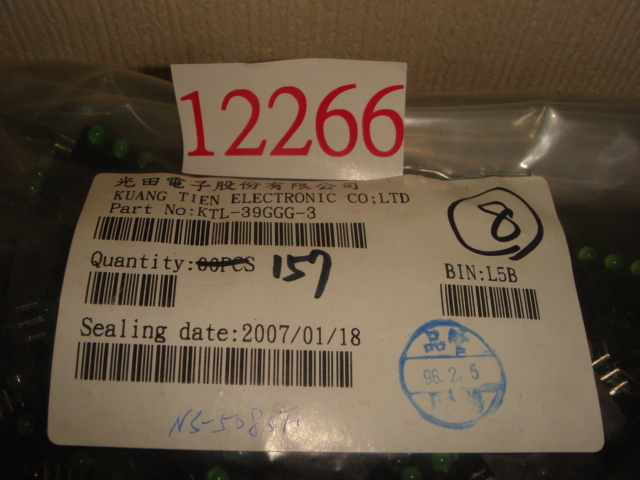 12266
光田電子股份有限公司
KUANG TIEN ELECTRONIC CO;LTD
Part No:KTL-39GGG-3
8
Quantity: 157
BIN:L5B
Sealing date:2007/01/18
品管
96.2.5